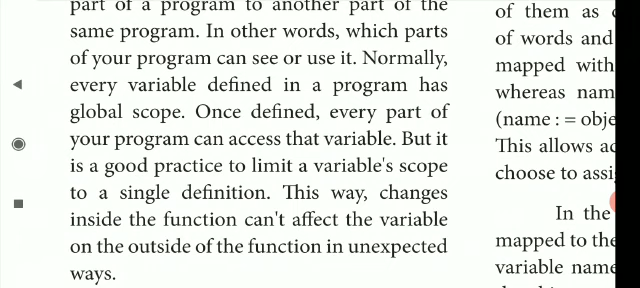 part of a program to another part of the
same program. In other words, which parts
of your program can see or use it. Normally,
every variable defined in a program has
global scope. Once defined, every part of
your program can access that variable. But it
is a good practice to limit a variable's scope
to a single definition. This way, changes
inside the function can't affect the variable
on the outside of the function in unexpected
ways.
of them as
of words and
mapped with
whereas nam
(name : = obje
This allows ac
choose to assi
In the
mapped to the
variable name